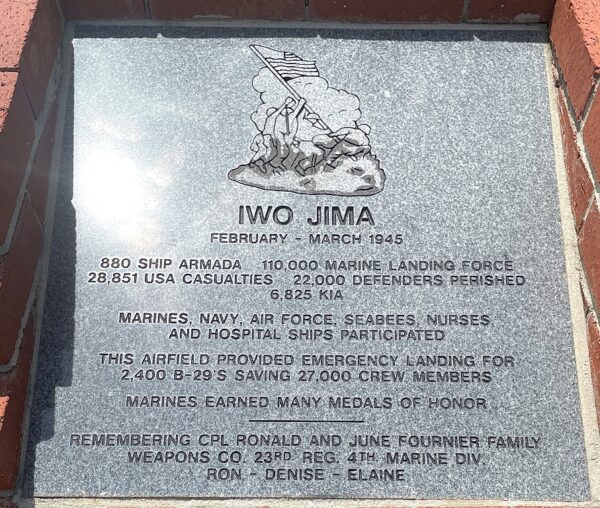 IWO JIMA
FEBRUARY - MARCH 1945
880 SHIP ARMADA 110,000 MARINE LANDING FORCE
28,851 USA CASUALTIES 22,000 DEFENDERS PERISHED
6,825 KIA
MARINES, NAVY, AIR FORCE, SEABEES, NURSES
AND HOSPITAL SHIPS PARTICIPATED
THIS AIRFIELD PROVIDED EMERGENCY LANDING FOR
2,400 B-29'S SAVING 27,000 CREW MEMBERS
MARINES EARNED MANY MEDALS OF HONOR
REMEMBERING CPL RONALD AND JUNE FOURNIER FAMILY
WEAPONS CO. 23RD REG. 4TH MARINE DIV.
RON - DENISE - ELAINE